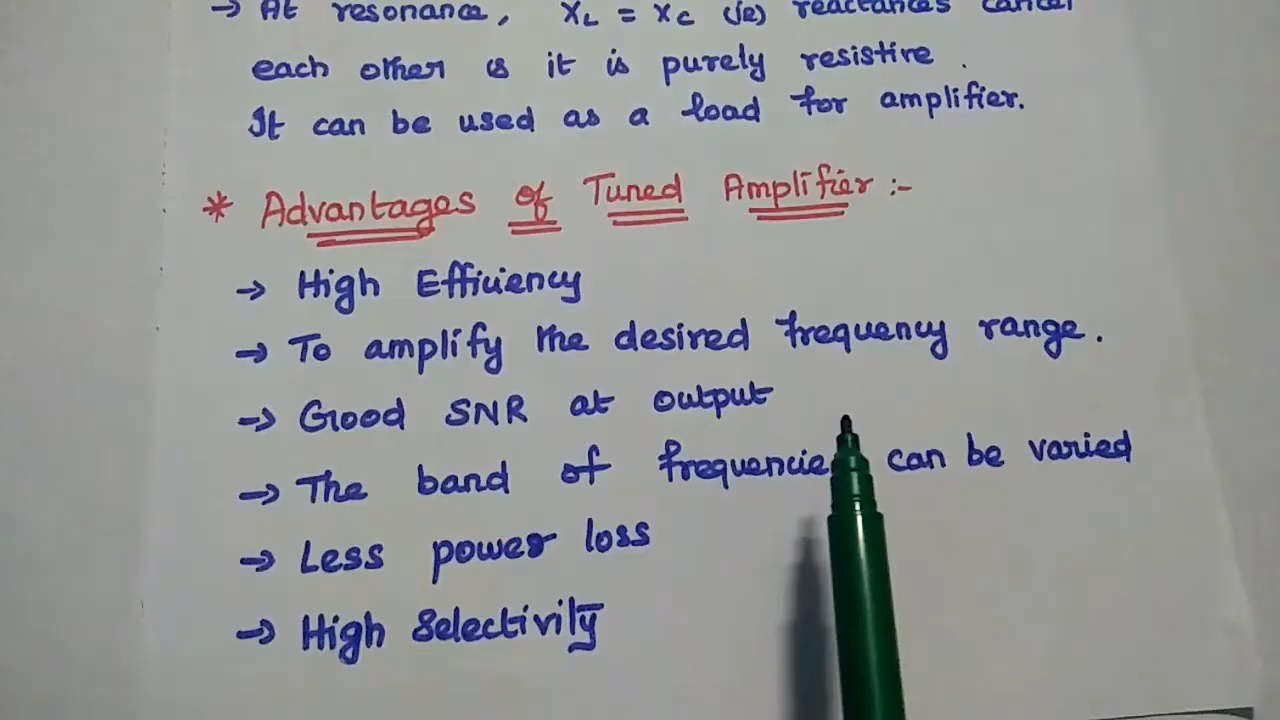 → At resonance, XL = XC (ie) reactances cancel
each other & it is purely resistive.
It can be used as a load for amplifier.
* Advantages of Tuned Amplifier :-
→ High Efficiency
→ To amplify the desired frequency range.
→ Good SNR at output
→ The band of frequencies can be varied
→ Less power loss
→ High Selectivity